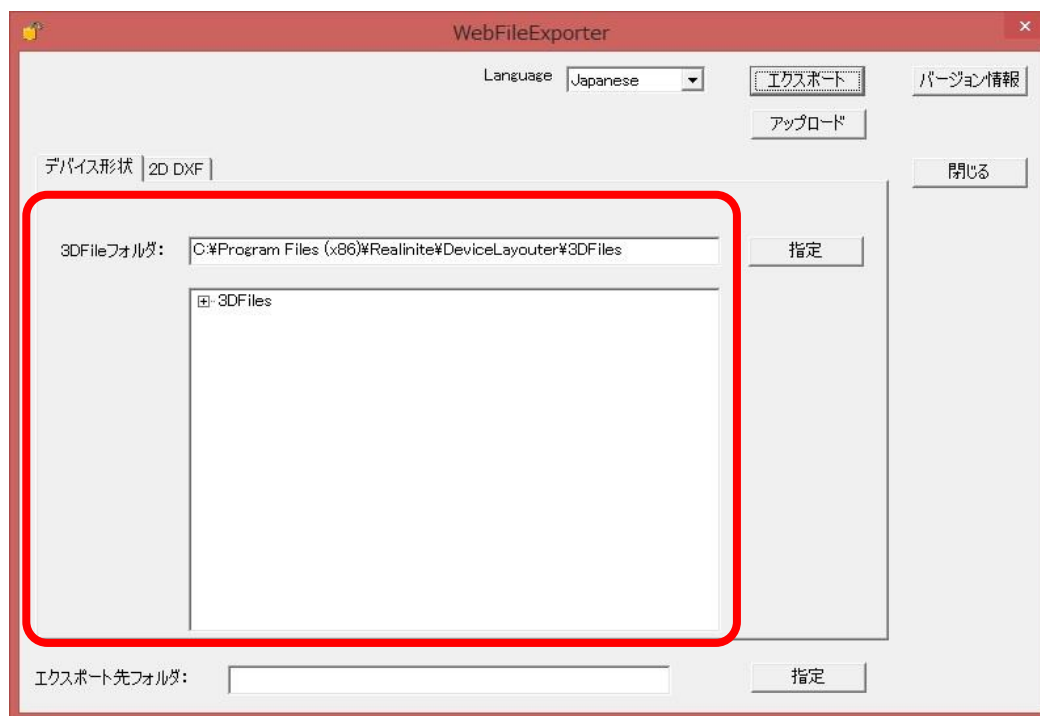 WebFileExporter
Language Japanese エクスポート バージョン情報
アップロード
デバイス形状 2D DXF 閉じる
3DFileフォルダ: C:¥Program Files (x86)¥Realinite¥DeviceLayouter¥3DFiles 指定
3DFiles
エクスポート先フォルダ: 指定